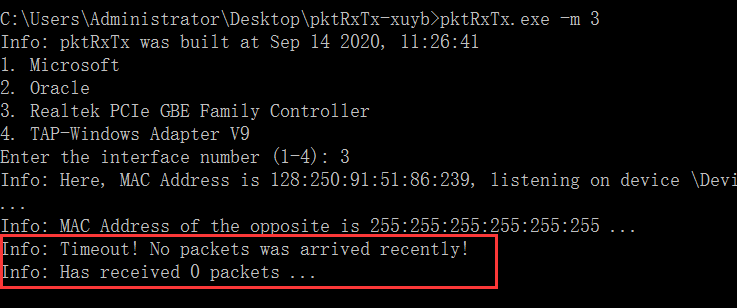 C:\Users\Administrator\Desktop\pktRxTx-xuyb>pktRxTx.exe -m 3
Info: pktRxTx was built at Sep 14 2020, 11:26:41
1. Microsoft
2. Oracle
3. Realtek PCIe GBE Family Controller
4. TAP-Windows Adapter V9
Enter the interface number (1-4): 3
Info: Here, MAC Address is 128:250:91:51:86:239, listening on device \Devi
...
Info: MAC Address of the opposite is 255:255:255:255:255:255 ...
Info: Timeout! No packets was arrived recently!
Info: Has received 0 packets ...